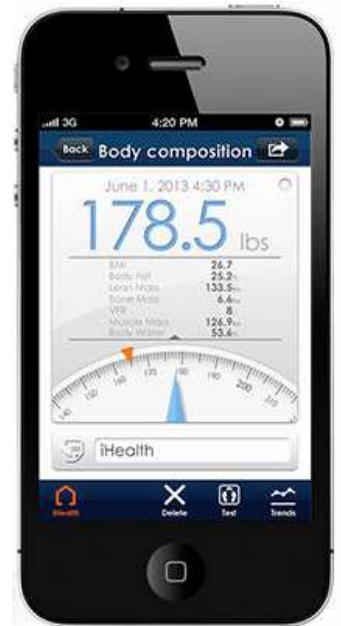 3G 4:20 PM
Back Body composition
June 1, 2013 4:30 PM
178.5 lbs
BMI 26.7
Body Fat 25.2
Lean Mass 133.5
Bone Mass 6.6
VFR 8
Muscle Mass 126.9
Body Water 53.6
140 150 160 170 180 190 200 210
iHealth
iHealth Delete Test Trends